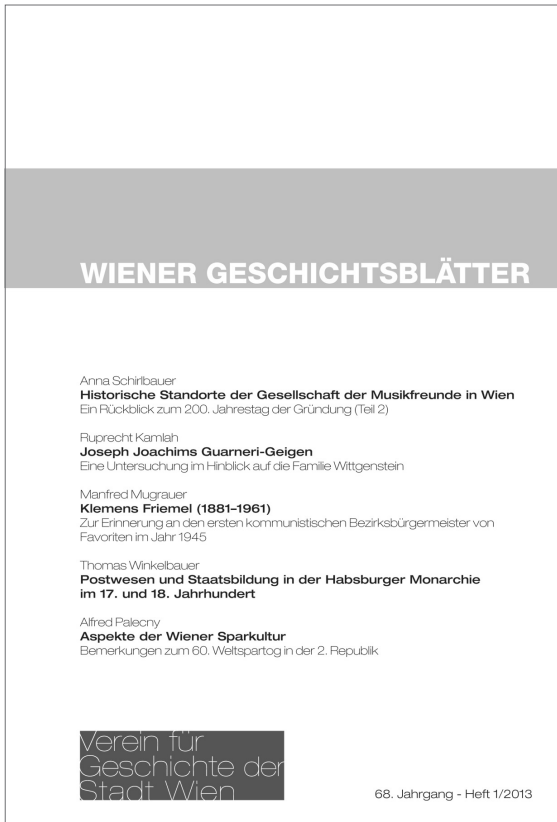 WIENER GESCHICHTSBLÄTTER
Anna Schirlbauer
Historische Standorte der Gesellschaft der Musikfreunde in Wien
Ein Rückblick zum 200. Jahrestag der Gründung (Teil 2)
Ruprecht Kamlah
Joseph Joachims Guarneri-Geigen
Eine Untersuchung im Hinblick auf die Familie Wittgenstein
Manfred Mugrauer
Klemens Friemel (1881–1961)
Zur Erinnerung an den ersten kommunistischen Bezirksbürgermeister von
Favoriten im Jahr 1945
Thomas Winkelbauer
Postwesen und Staatsbildung in der Habsburger Monarchie
im 17. und 18. Jahrhundert
Alfred Palecny
Aspekte der Wiener Sparkultur
Bemerkungen zum 60. Weltspartog in der 2. Republik
Verein für
Geschichte der
Stadt Wien
68. Jahrgang - Heft 1/2013